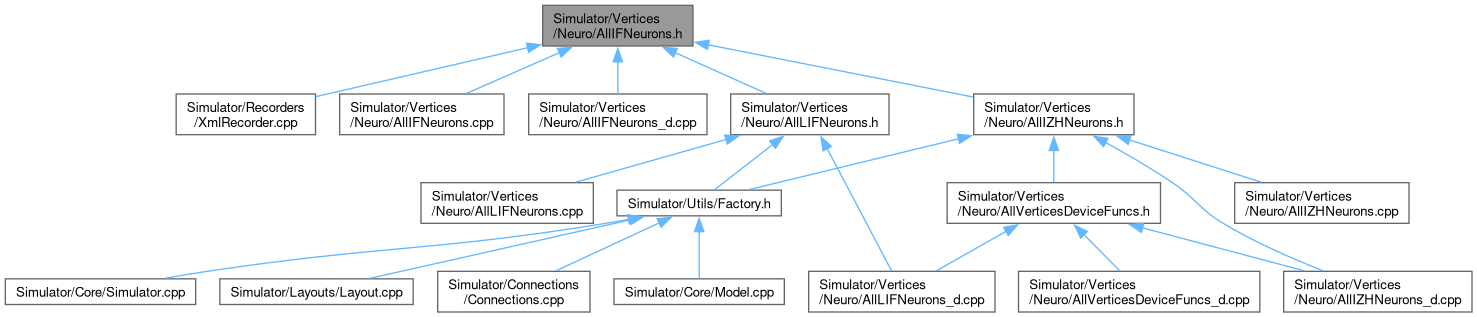 Simulator/Vertices
/Neuro/AllIFNeurons.h
Simulator/Recorders
/XmlRecorder.cpp
Simulator/Vertices
/Neuro/AllIFNeurons.cpp
Simulator/Vertices
/Neuro/AllIFNeurons_d.cpp
Simulator/Vertices
/Neuro/AllLIFNeurons.h
Simulator/Vertices
/Neuro/AllIZHNeurons.h
Simulator/Vertices
/Neuro/AllLIFNeurons.cpp
Simulator/Utils/Factory.h
Simulator/Vertices
/Neuro/AllVerticesDeviceFuncs.h
Simulator/Vertices
/Neuro/AllIZHNeurons.cpp
Simulator/Core/Simulator.cpp
Simulator/Layouts/Layout.cpp
Simulator/Connections
/Connections.cpp
Simulator/Core/Model.cpp
Simulator/Vertices
/Neuro/AllLIFNeurons_d.cpp
Simulator/Vertices
/Neuro/AllVerticesDeviceFuncs_d.cpp
Simulator/Vertices
/Neuro/AllIZHNeurons_d.cpp